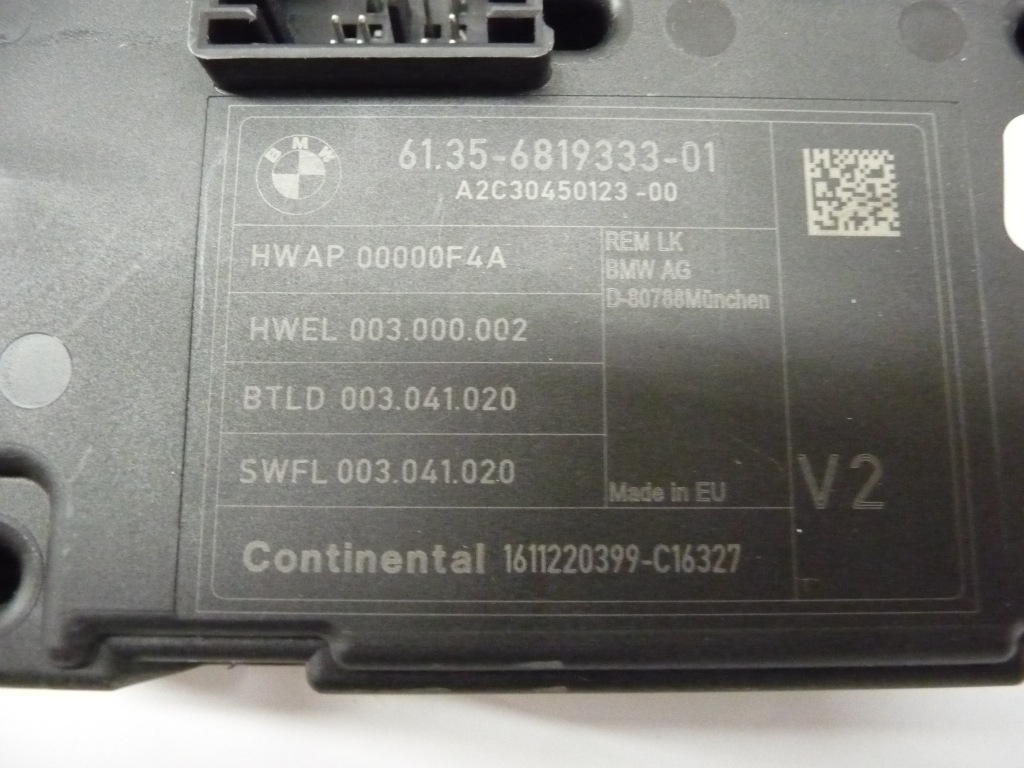 BMW
61.35-6819333-01
A2C30450123-00
HWAP 00000F4A
REM LK
BMW AG
D-80788München
HWEL 003.000.002
BTLD 003.041.020
SWFL 003.041.020
Made in EU
V2
Continental 1611220399-C16327